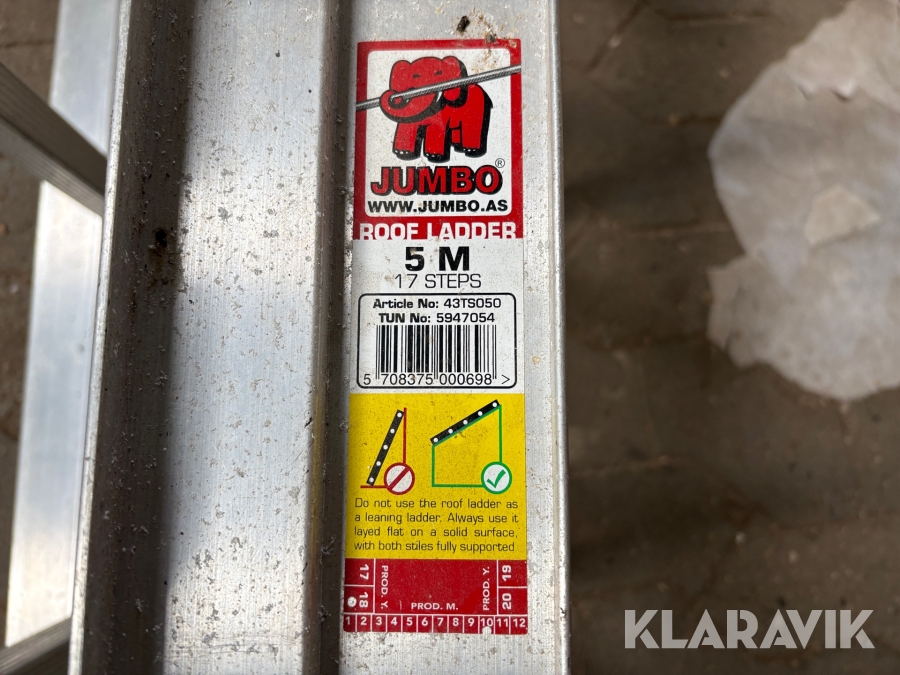 JUMBO®
WWW.JUMBO.AS
ROOF LADDER
5 M
17 STEPS
Article No: 43TS050
TUN No: 5947054
5 708375 000698 >
Do not use the roof ladder as
a leaning ladder. Always use it
layed flat on a solid surface,
with both stiles fully supported
17 18 PROD. Y.
PROD. M.
PROD. Y. 20 19
1 2 3 4 5 6 7 8 9 10 11 12
KLARAVIK